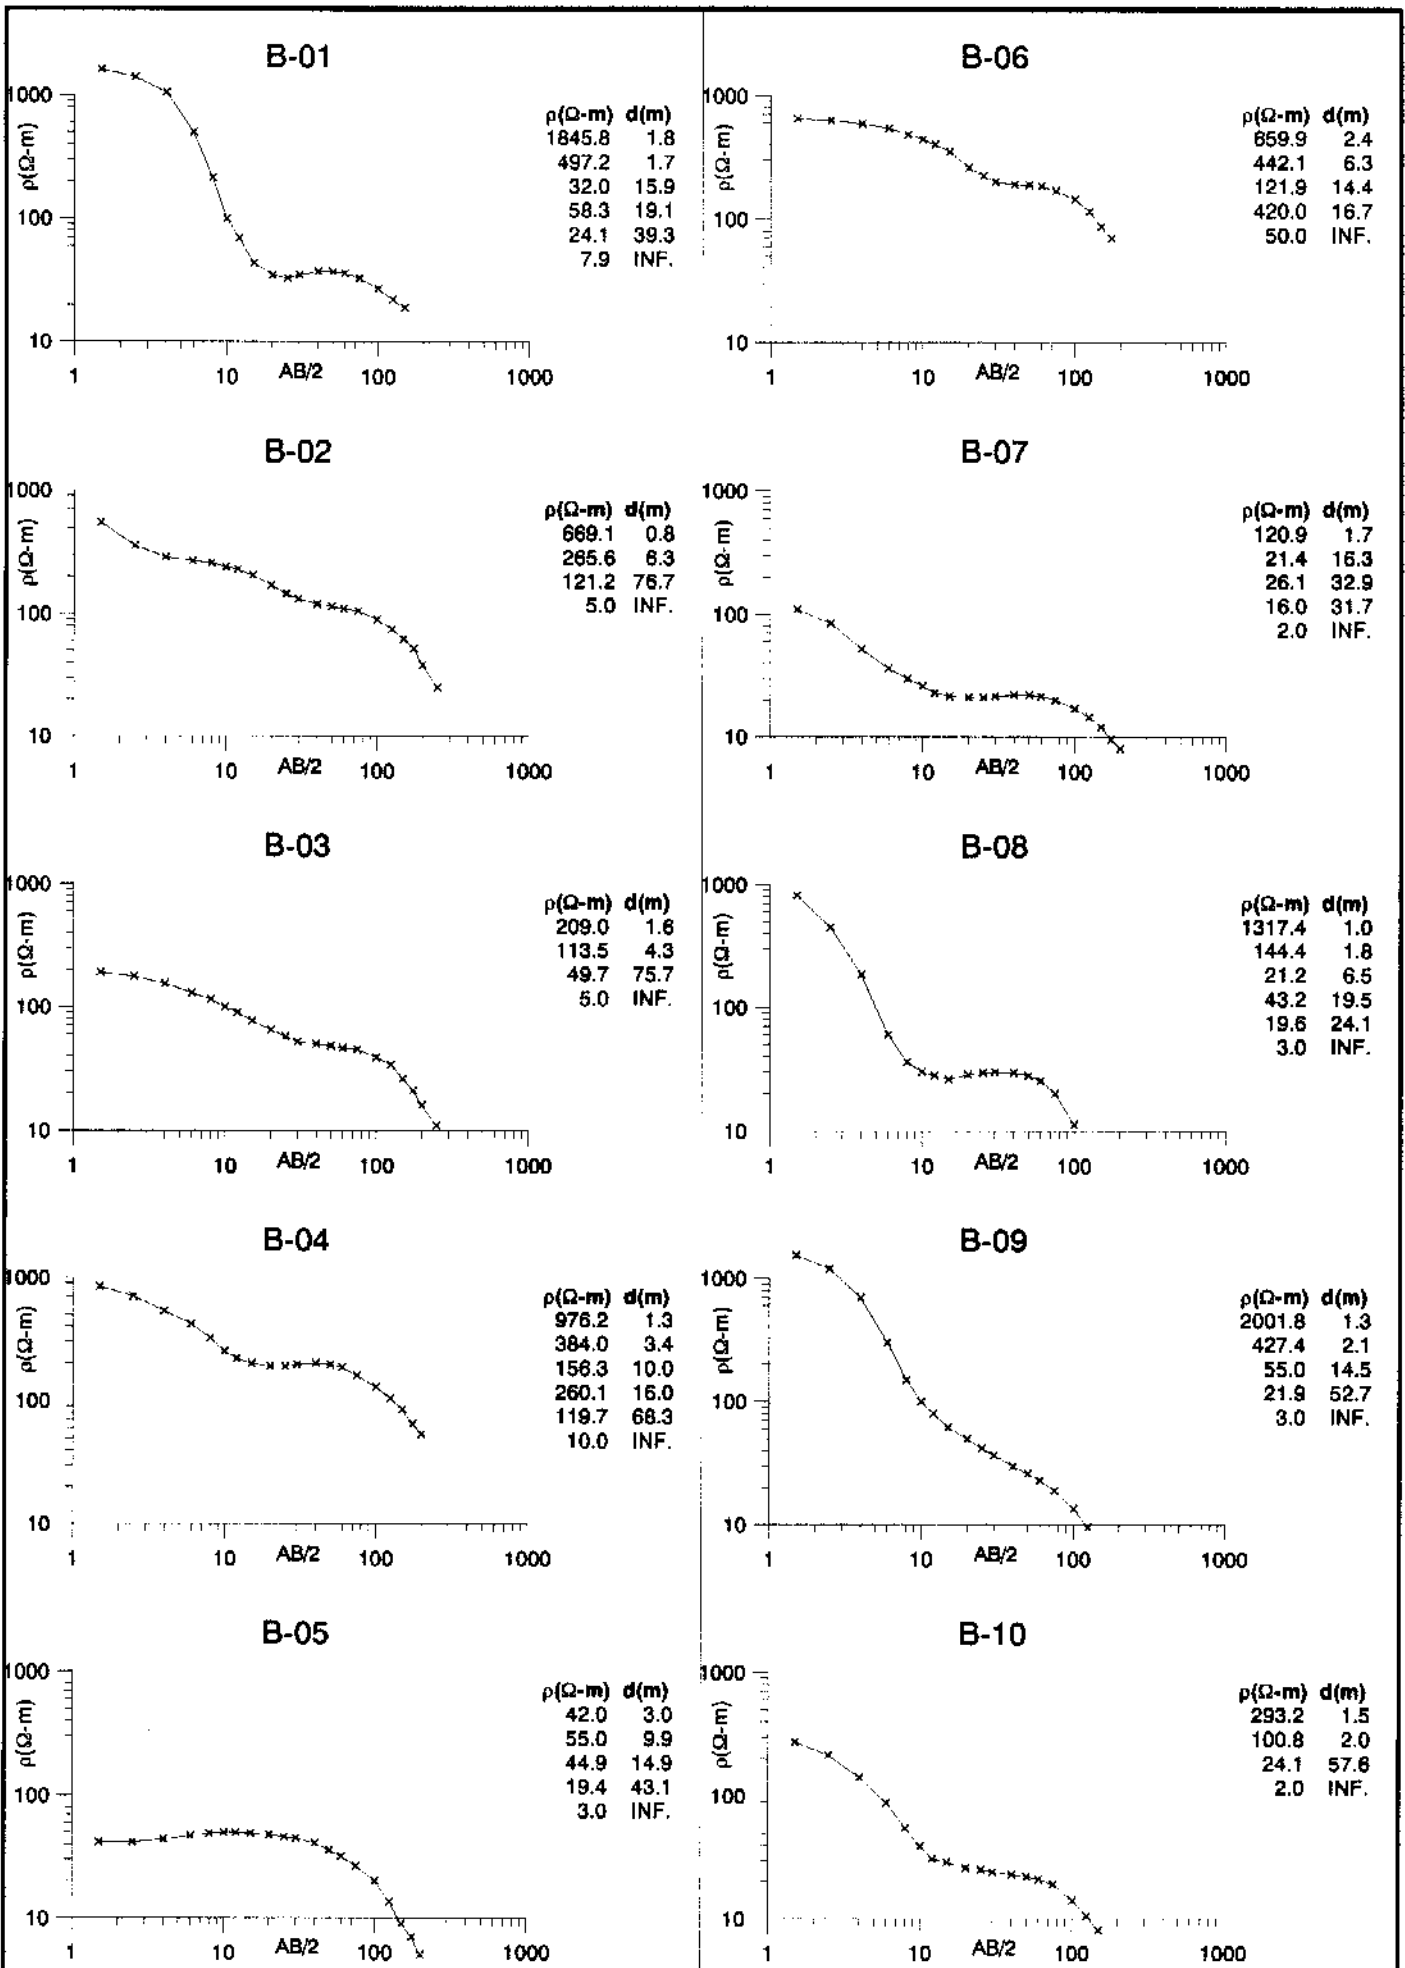 B-01
ρ(Ω-m) d(m)
1845.8 1.8
497.2 1.7
32.0 15.9
58.3 19.1
24.1 39.3
7.9 INF.
1000
100
10
ρ(Ω-m)
1 10 100 1000
AB/2
B-02
ρ(Ω-m) d(m)
669.1 0.8
265.6 6.3
121.2 76.7
5.0 INF.
1000
100
10
ρ(Ω-m)
1 10 100 1000
AB/2
B-03
ρ(Ω-m) d(m)
209.0 1.6
113.5 4.3
49.7 75.7
5.0 INF.
1000
100
10
ρ(Ω-m)
1 10 100 1000
AB/2
B-04
ρ(Ω-m) d(m)
976.2 1.3
384.0 3.4
156.3 10.0
260.1 16.0
119.7 68.3
10.0 INF.
1000
100
10
ρ(Ω-m)
1 10 100 1000
AB/2
B-05
ρ(Ω-m) d(m)
42.0 3.0
55.0 9.9
44.9 14.9
19.4 43.1
3.0 INF.
1000
100
10
ρ(Ω-m)
1 10 100 1000
AB/2
B-06
ρ(Ω-m) d(m)
659.9 2.4
442.1 6.3
121.9 14.4
420.0 16.7
50.0 INF.
1000
100
10
ρ(Ω-m)
1 10 100 1000
AB/2
B-07
ρ(Ω-m) d(m)
120.9 1.7
21.4 16.3
26.1 32.9
16.0 31.7
2.0 INF.
1000
100
10
ρ(Ω-m)
1 10 100 1000
AB/2
B-08
ρ(Ω-m) d(m)
1317.4 1.0
144.4 1.8
21.2 6.5
43.2 19.5
19.6 24.1
3.0 INF.
1000
100
10
ρ(Ω-m)
1 10 100 1000
AB/2
B-09
ρ(Ω-m) d(m)
2001.8 1.3
427.4 2.1
55.0 14.5
21.9 52.7
3.0 INF.
1000
100
10
ρ(Ω-m)
1 10 100 1000
AB/2
B-10
ρ(Ω-m) d(m)
293.2 1.5
100.8 2.0
24.1 57.6
2.0 INF.
1000
100
10
ρ(Ω-m)
1 10 100 1000
AB/2